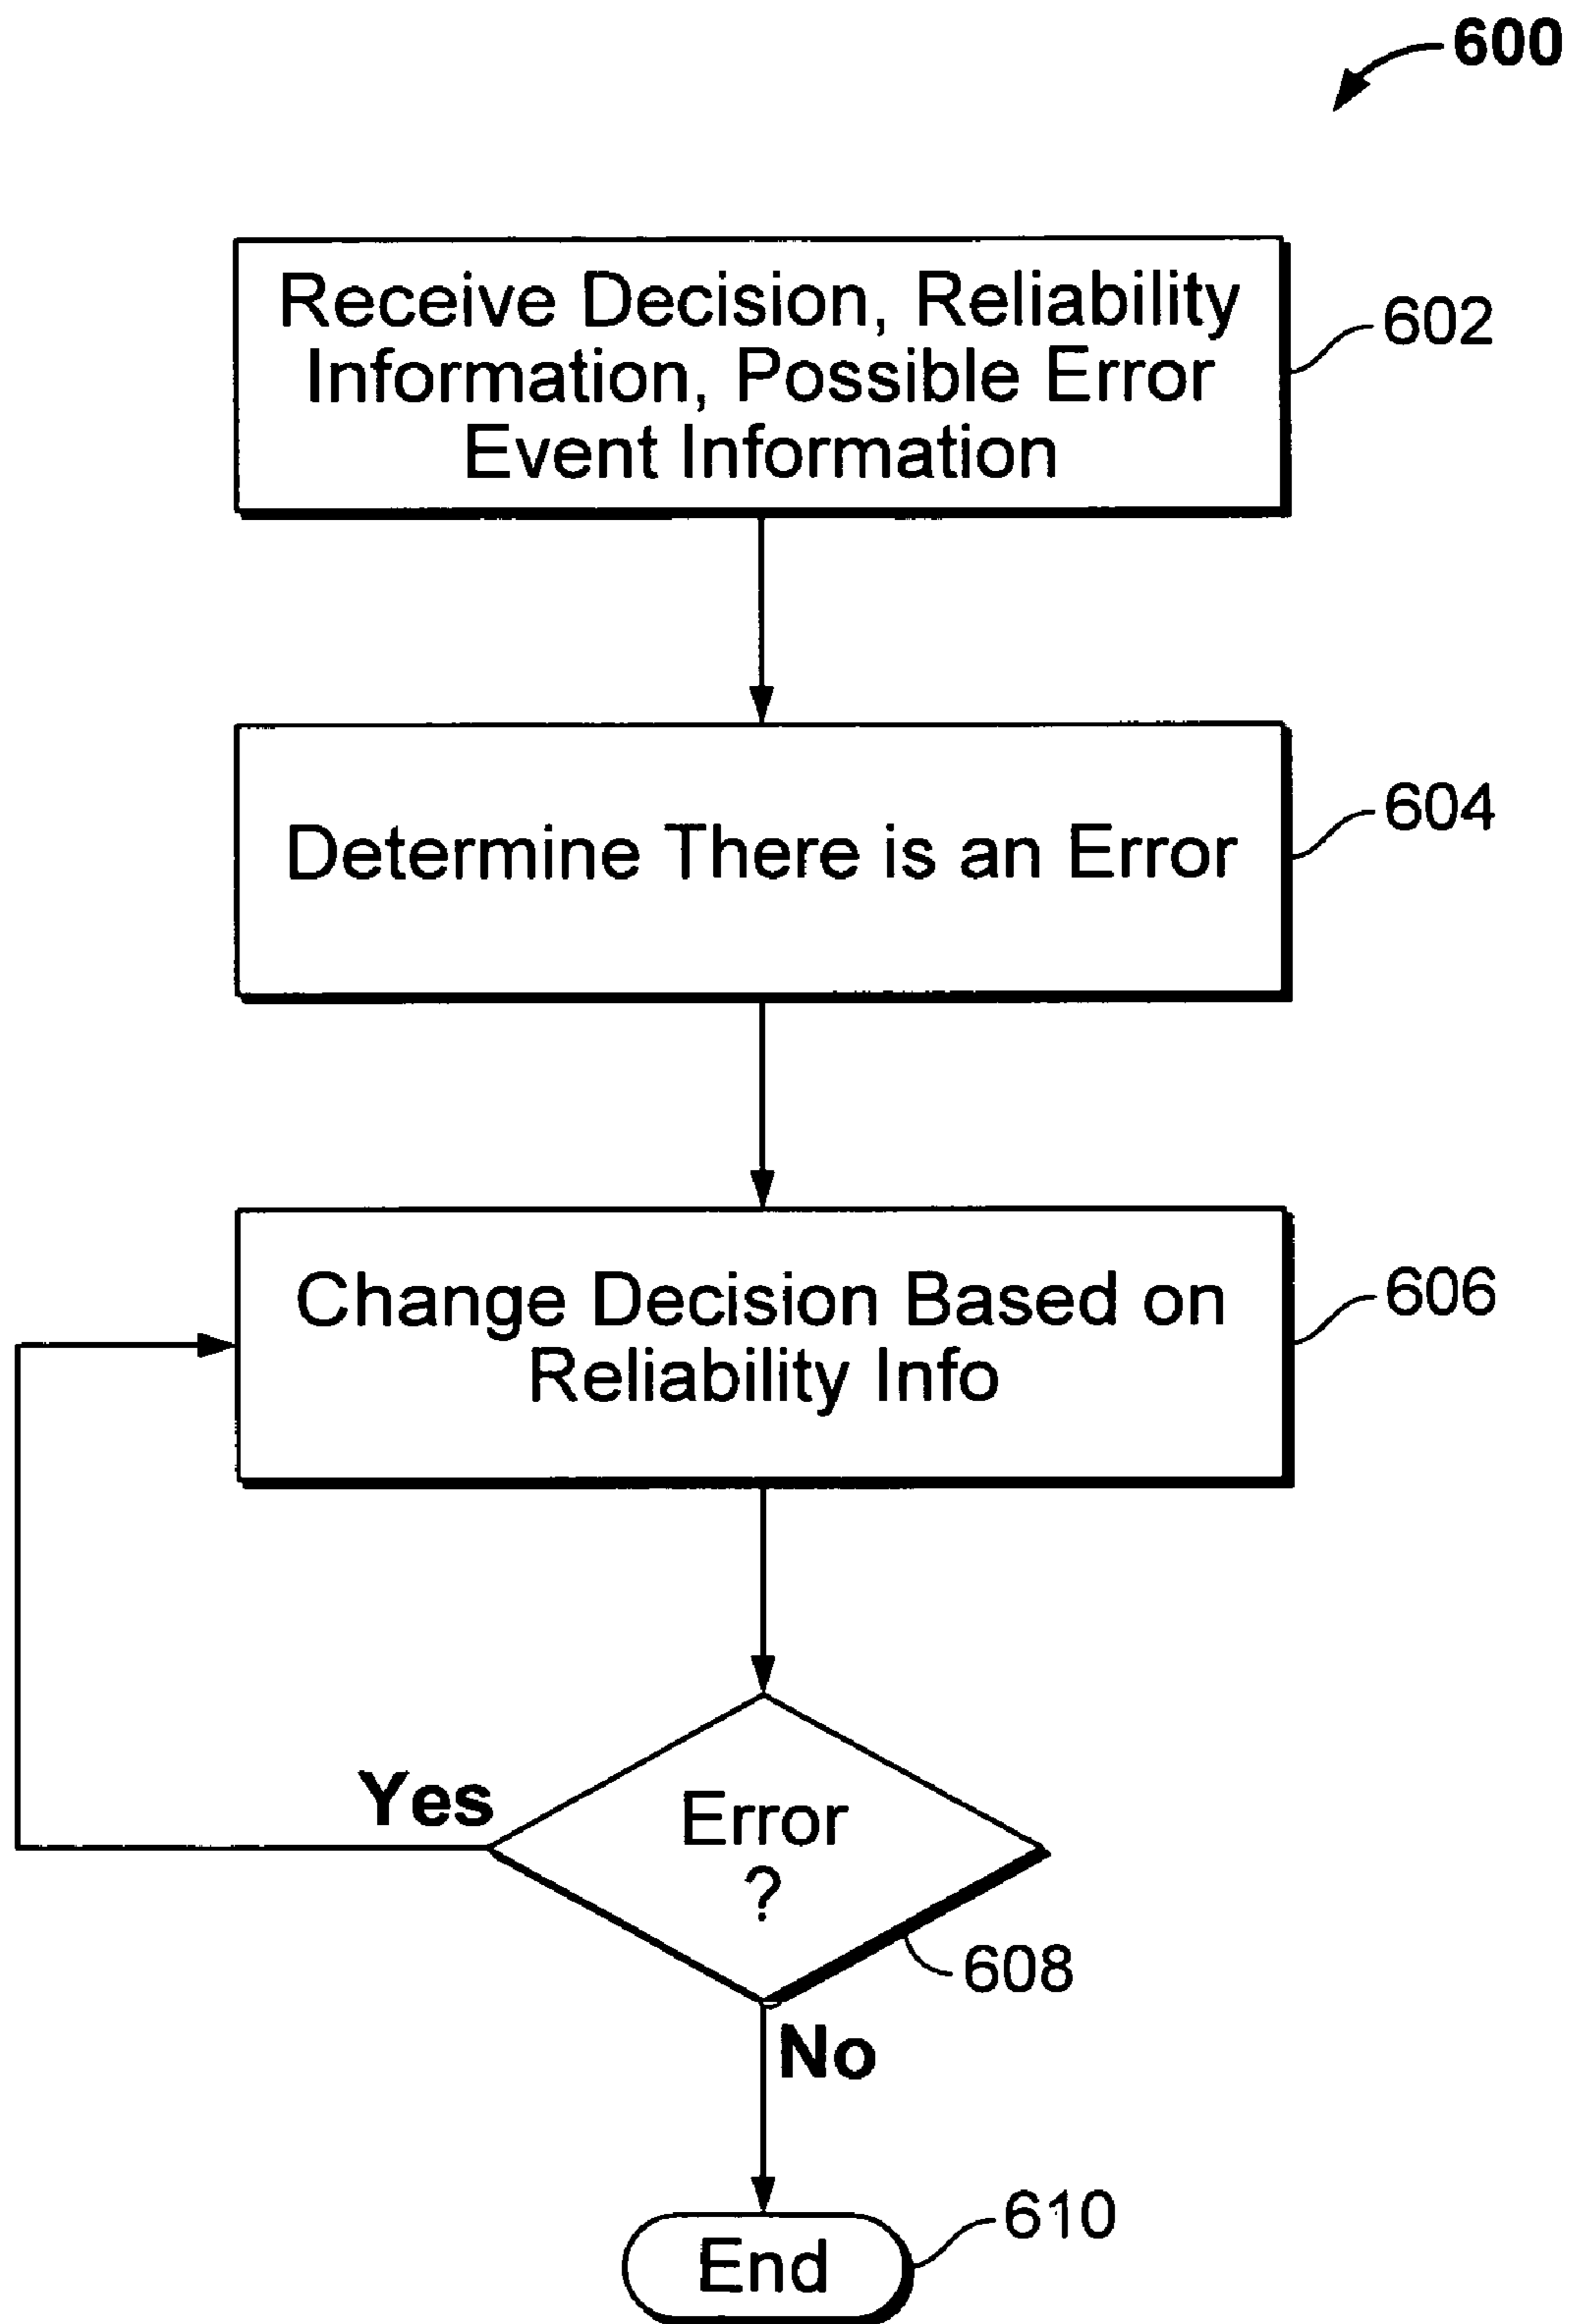 600
Receive Decision, Reliability
Information, Possible Error
Event Information
602
Determine There is an Error
604
Change Decision Based on
Reliability Info
606
Yes
Error
?
608
No
End
610